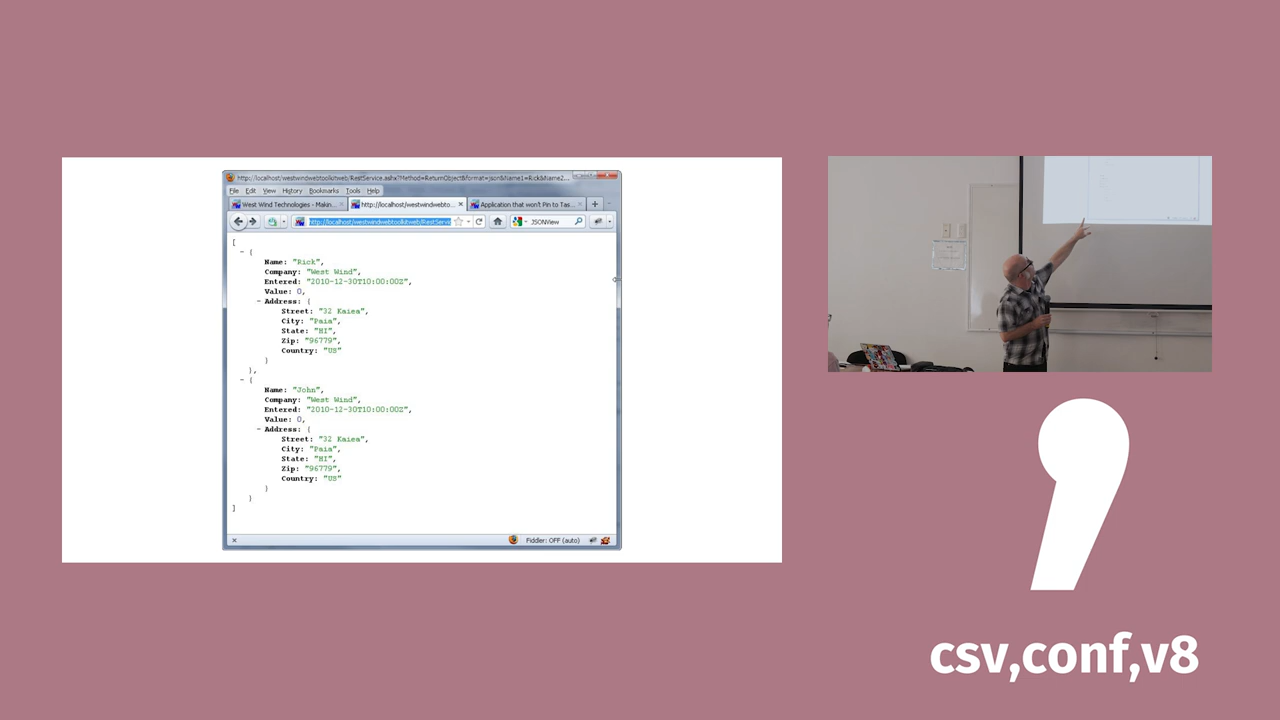 http://localhost/westwindwebtoolkitweb/RestService.ashx?Method=ReturnObject&format=json&Name1=Rick&Name2...
File Edit View History Bookmarks Tools Help
West Wind Technologies - Makin... http://localhost/westwindwebto... Application that won't Pin to Tas...
http://localhost/westwindwebtoolkitweb/RestServic JSONView
[
- {
Name: "Rick",
Company: "West Wind",
Entered: "2010-12-30T10:00:00Z",
Value: 0,
- Address: {
Street: "32 Kaiea",
City: "Paia",
State: "HI",
Zip: "96779",
Country: "US"
}
},
- {
Name: "John",
Company: "West Wind",
Entered: "2010-12-30T10:00:00Z",
Value: 0,
- Address: {
Street: "32 Kaiea",
City: "Paia",
State: "HI",
Zip: "96779",
Country: "US"
}
}
]
Fiddler: OFF (auto)
csv,conf,v8